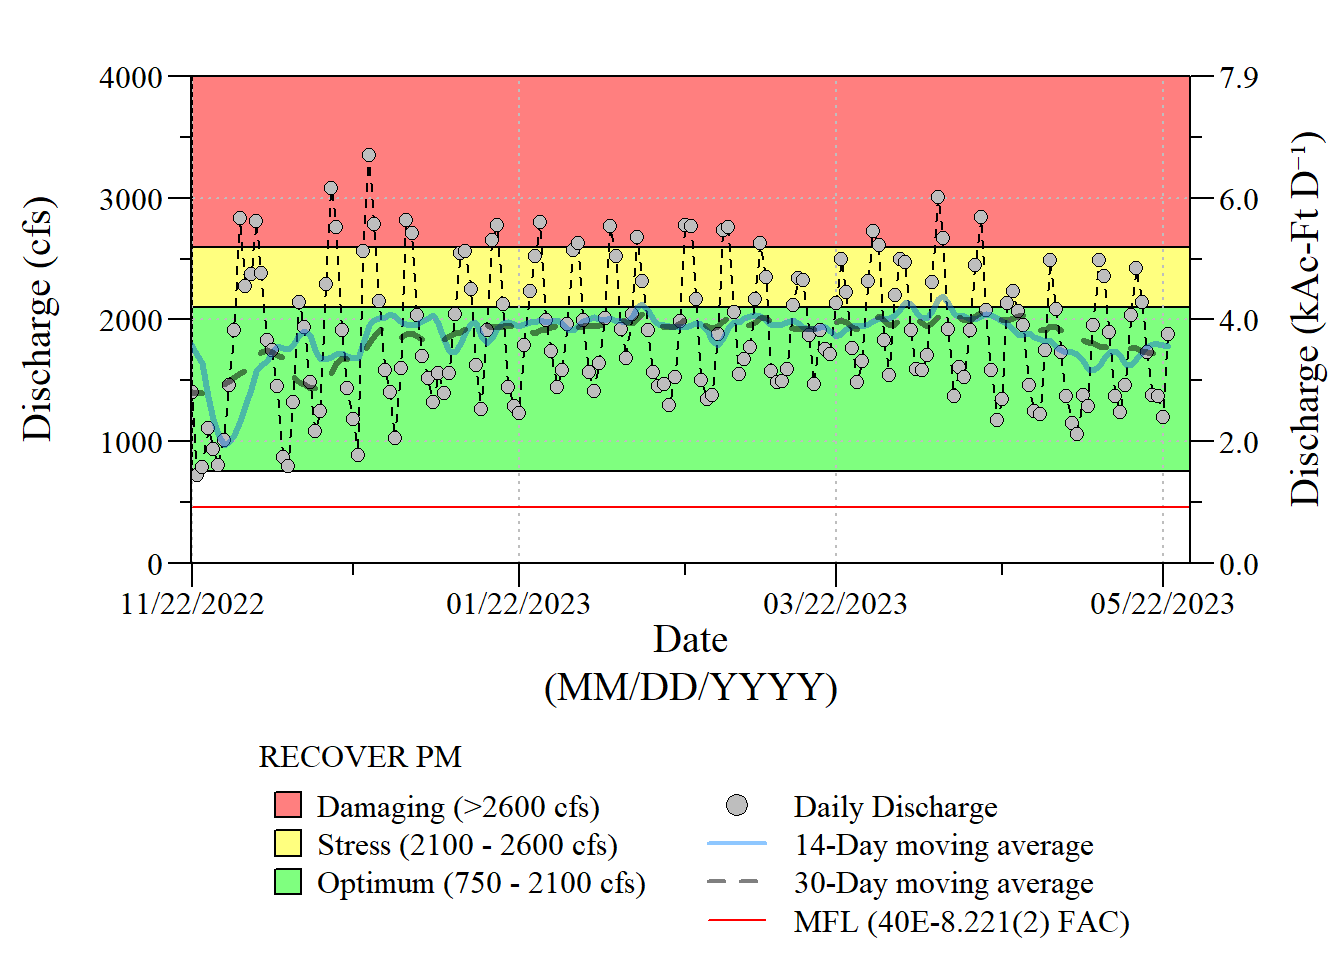 4000
3000
2000
1000
0
Discharge (cfs)
7.9
6.0
4.0
2.0
0.0
Discharge (kAc-Ft D⁻¹)
11/22/2022
01/22/2023
03/22/2023
05/22/2023
Date
(MM/DD/YYYY)
RECOVER PM
Damaging (>2600 cfs)
Stress (2100 - 2600 cfs)
Optimum (750 - 2100 cfs)
Daily Discharge
14-Day moving average
30-Day moving average
MFL (40E-8.221(2) FAC)